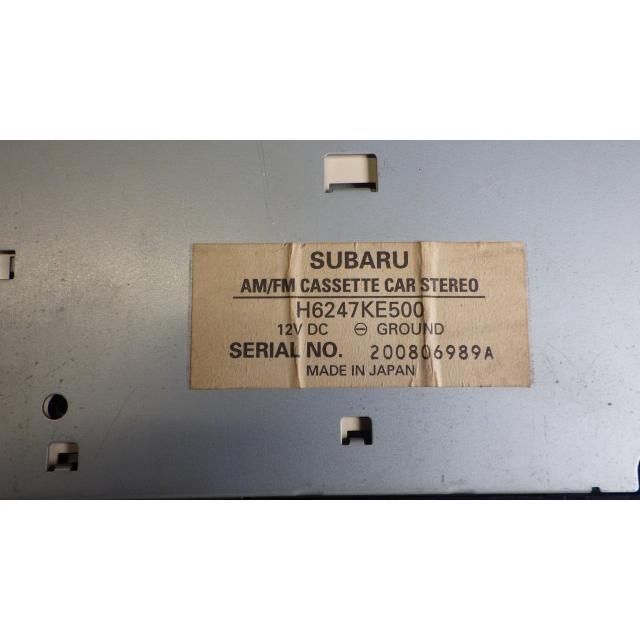 SUBARU
AM/FM CASSETTE CAR STEREO
H6247KE500
12V DC ⊖ GROUND
SERIAL NO. 200806989A
MADE IN JAPAN